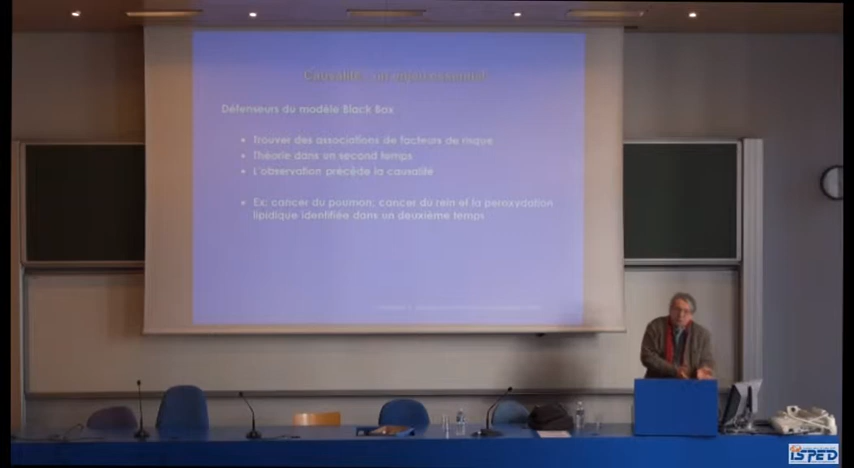 Causalité: un enjeu essentiel
Défenseurs du modèle Black Box
• Trouver des associations de facteurs de risque
• Théorie dans un second temps
• L'observation précède la causalité
• Ex: cancer du poumon, cancer du rein et la peroxydation
lipidique identifiée dans un deuxième temps
ISPED